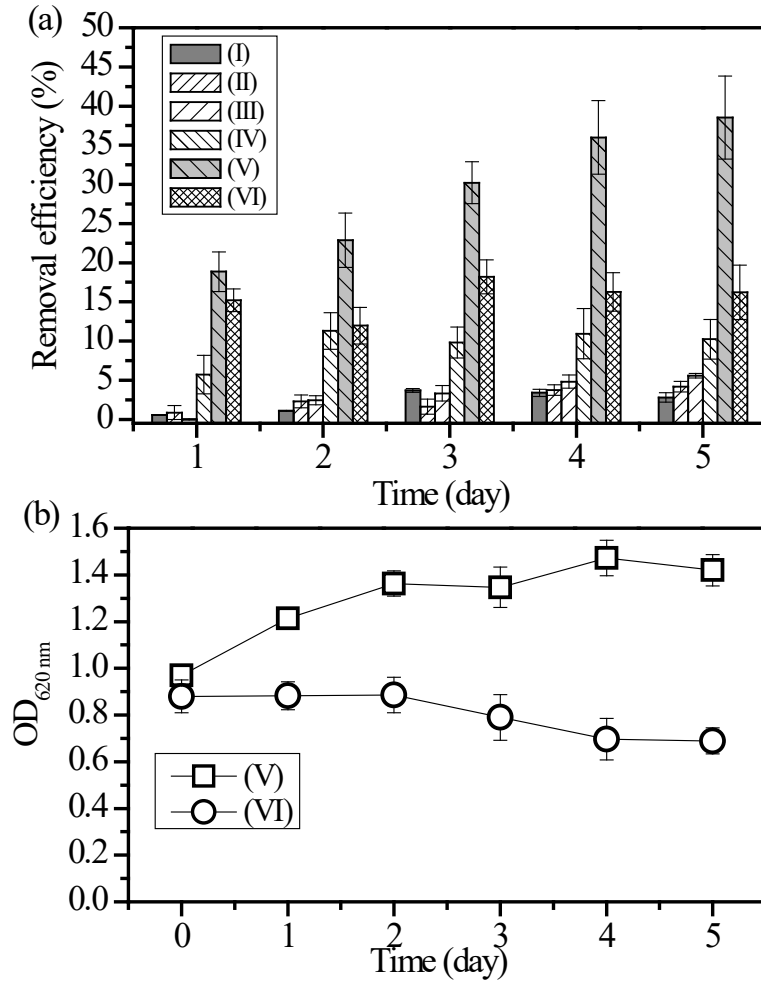 (a)
Removal efficiency (%)
50
45
40
35
30
25
20
15
10
5
0
(I)
(II)
(III)
(IV)
(V)
(VI)
1 2 3 4 5
Time (day)
(b)
OD620 nm
1.6
1.4
1.2
1.0
0.8
0.6
0.4
0.2
0.0
(V)
(VI)
0 1 2 3 4 5
Time (day)